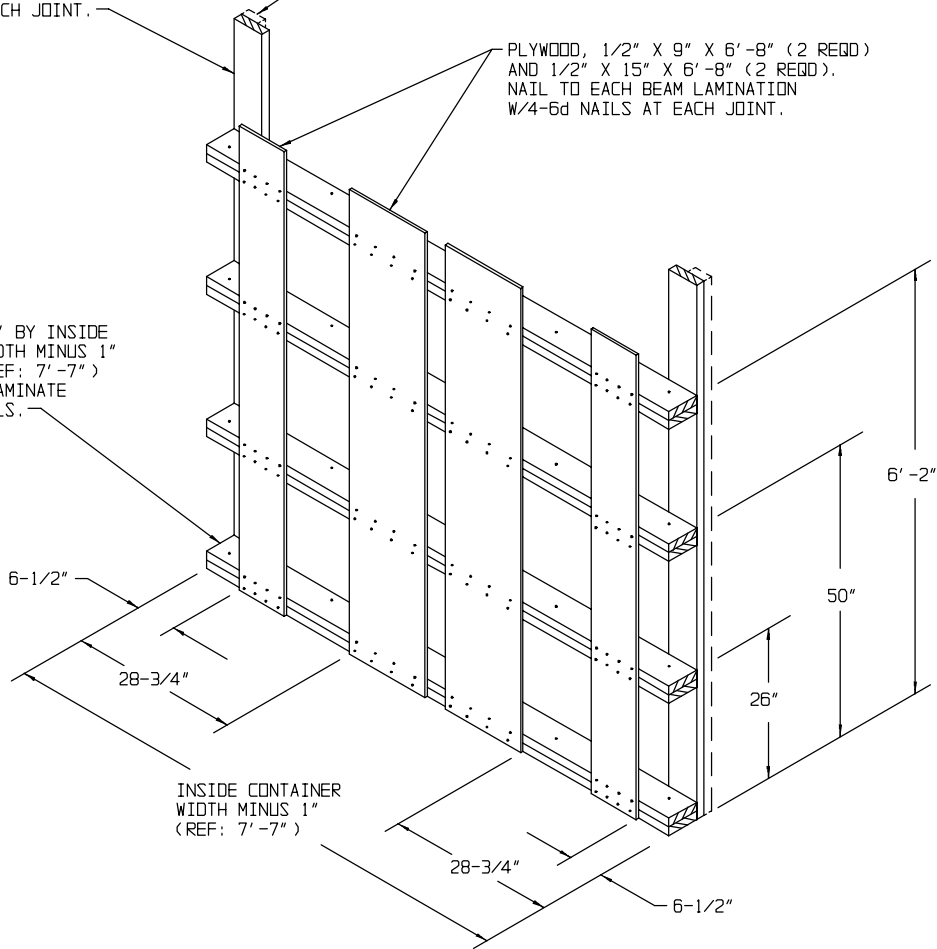 CH JOINT.
PLYWOOD, 1/2" X 9" X 6'-8" (2 REQD)
AND 1/2" X 15" X 6'-8" (2 REQD).
NAIL TO EACH BEAM LAMINATION
W/4-6d NAILS AT EACH JOINT.
BY INSIDE
DTH MINUS 1"
EF: 7'-7")
AMINATE
LS.
6'-2"
50"
26"
6-1/2"
28-3/4"
INSIDE CONTAINER
WIDTH MINUS 1"
(REF: 7'-7")
28-3/4"
6-1/2"